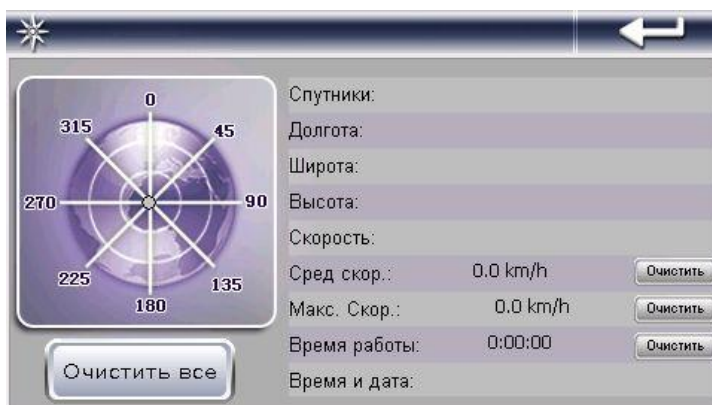 0
315 45
270 90
225 135
180
Очистить все
Спутники:
Долгота:
Широта:
Высота:
Скорость:
Сред скор.: 0.0 km/h Очистить
Макс. Скор.: 0.0 km/h Очистить
Время работы: 0:00:00 Очистить
Время и дата: